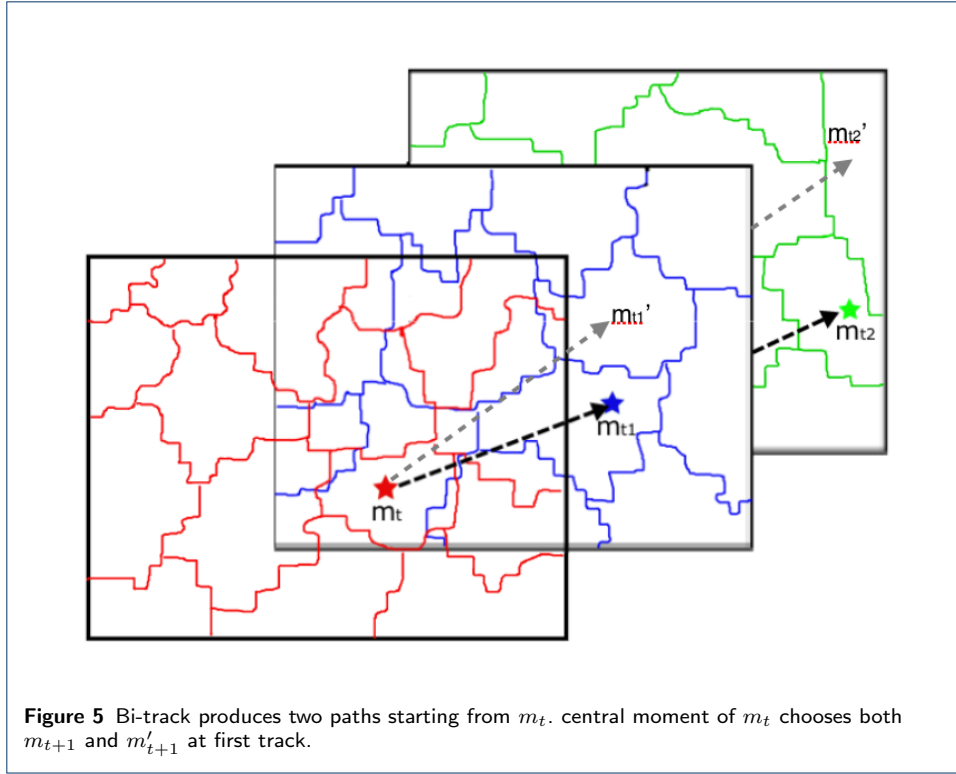 mt2’
mt1’
mt2
mt1
mt
Figure 5 Bi-track produces two paths starting from mt. central moment of mt chooses both
mt+1 and m′t+1 at first track.